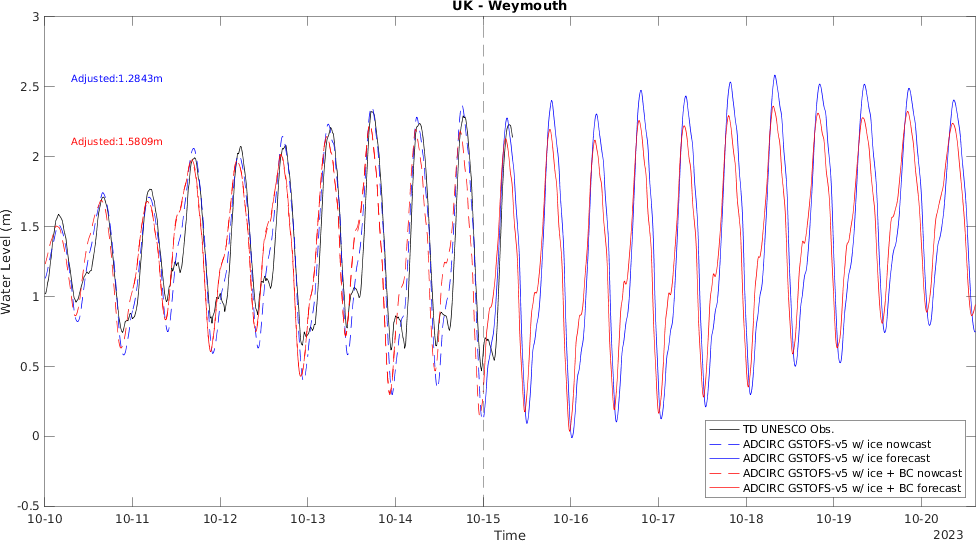 UK - Weymouth
3
2.5
2
1.5
1
0.5
0
-0.5
Water Level (m)
Adjusted:1.2843m
Adjusted:1.5809m
TD UNESCO Obs.
ADCIRC GSTOFS-v5 w/ ice nowcast
ADCIRC GSTOFS-v5 w/ ice forecast
ADCIRC GSTOFS-v5 w/ ice + BC nowcast
ADCIRC GSTOFS-v5 w/ ice + BC forecast
10-10 10-11 10-12 10-13 10-14 10-15 10-16 10-17 10-18 10-19 10-20
Time
2023